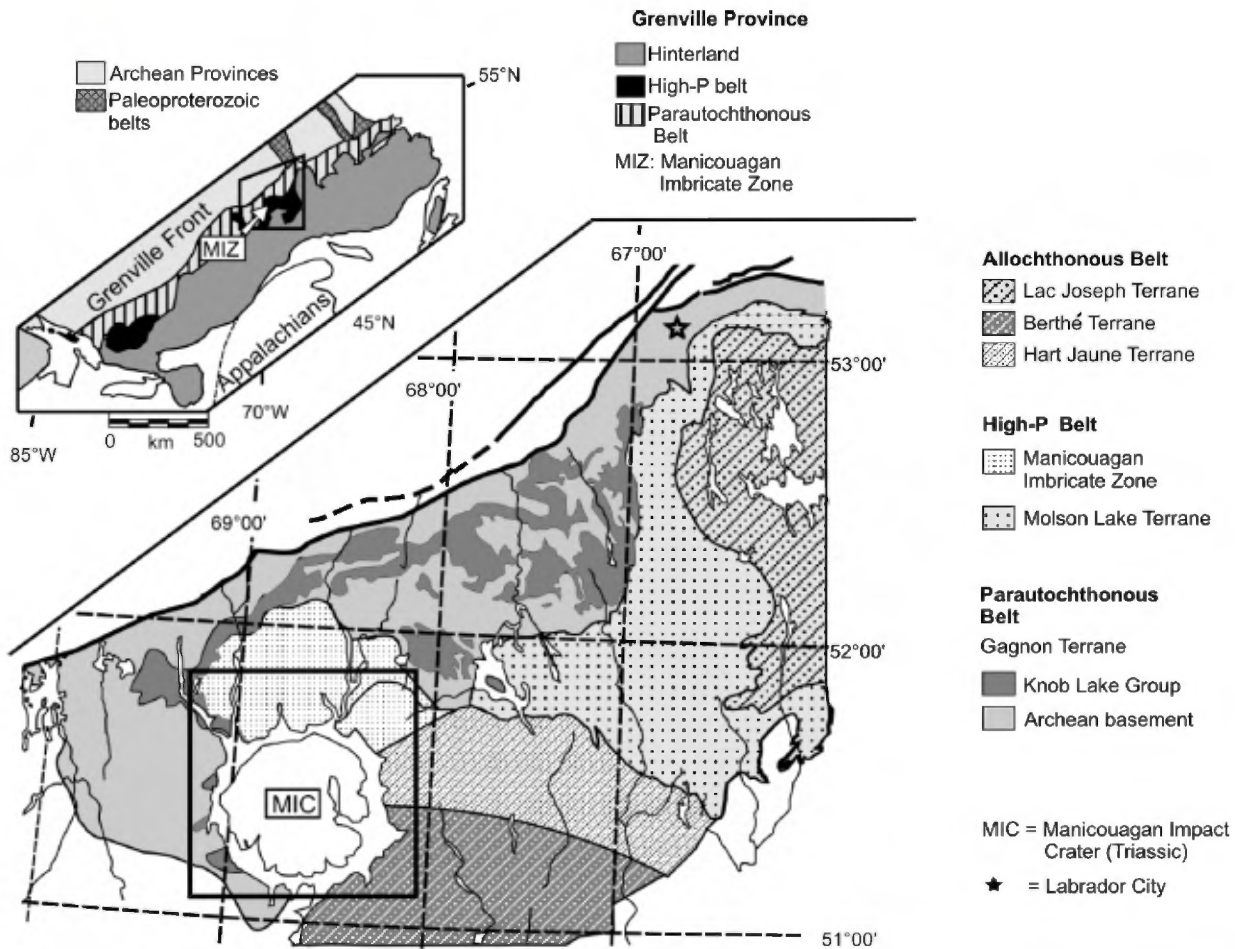 Grenville Province
Hinterland
High-P belt
Parautochthonous
Belt
MIZ: Manicouagan
Imbricate Zone
Archean Provinces
Paleoproterozoic
belts
55°N
Grenville Front
MIZ
Appalachians
45°N
70°W
85°W
0 km 500
67°00'
68°00'
69°00'
53°00'
52°00'
51°00'
MIC
Allochthonous Belt
Lac Joseph Terrane
Berthé Terrane
Hart Jaune Terrane
High-P Belt
Manicouagan
Imbricate Zone
Molson Lake Terrane
Parautochthonous
Belt
Gagnon Terrane
Knob Lake Group
Archean basement
MIC = Manicouagan Impact
Crater (Triassic)
★ = Labrador City